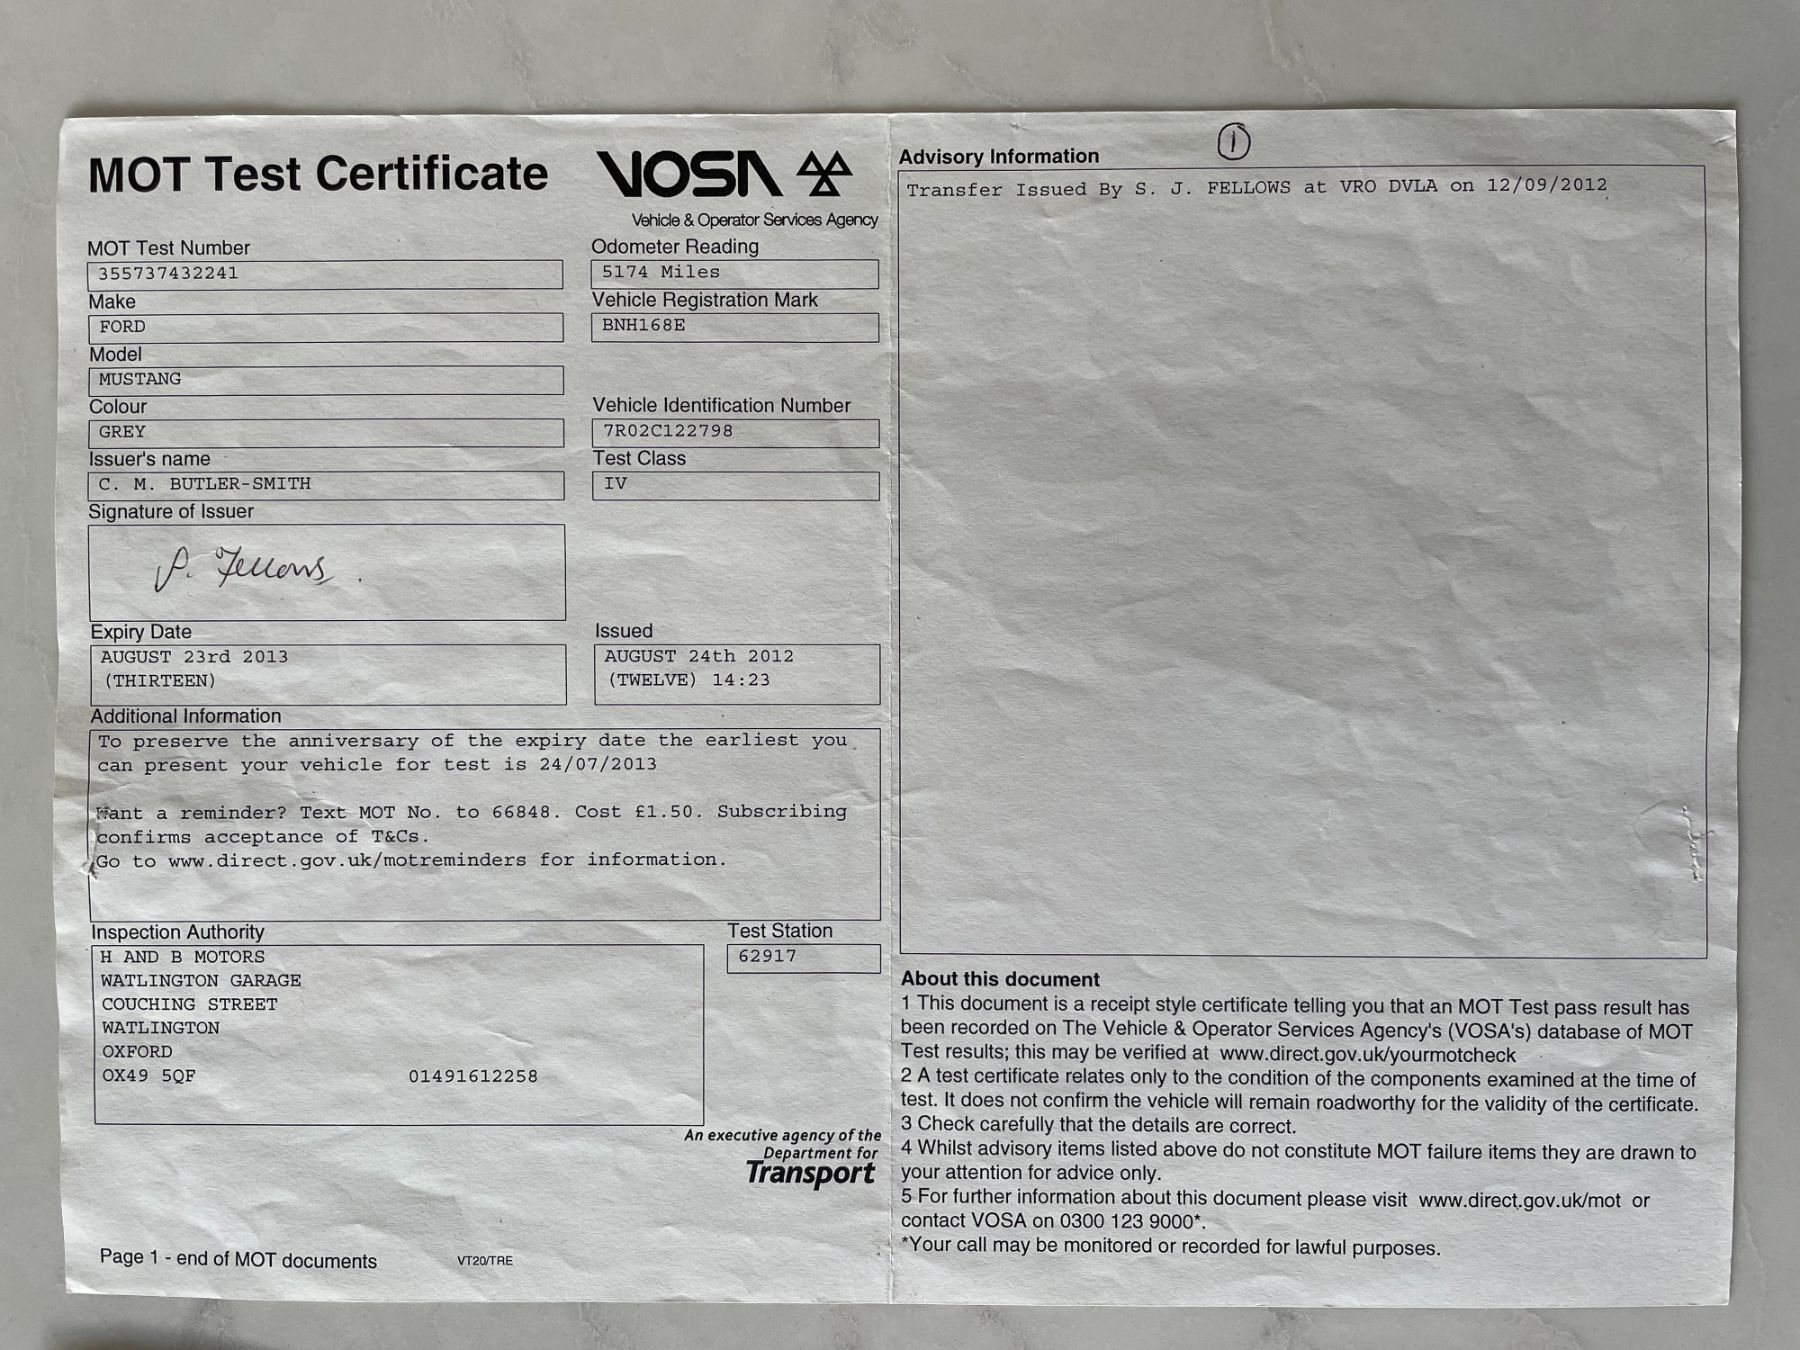 MOT Test Certificate
VOSA
Vehicle & Operator Services Agency
MOT Test Number
355737432241
Odometer Reading
5174 Miles
Make
FORD
Vehicle Registration Mark
BNH168E
Model
MUSTANG
Colour
GREY
Vehicle Identification Number
7R02C122798
Issuer's name
C. M. BUTLER-SMITH
Test Class
IV
Signature of Issuer
S. Fellows.
Expiry Date
AUGUST 23rd 2013
(THIRTEEN)
Issued
AUGUST 24th 2012
(TWELVE) 14:23
Additional Information
To preserve the anniversary of the expiry date the earliest you
can present your vehicle for test is 24/07/2013
Want a reminder? Text MOT No. to 66848. Cost £1.50. Subscribing
confirms acceptance of T&Cs.
Go to www.direct.gov.uk/motreminders for information.
Inspection Authority
H AND B MOTORS
WATLINGTON GARAGE
COUCHING STREET
WATLINGTON
OXFORD
OX49 5QF 01491612258
Test Station
62917
An executive agency of the
Department for
Transport
Page 1 - end of MOT documents
VT20/TRE
1
Advisory Information
Transfer Issued By S. J. FELLOWS at VRO DVLA on 12/09/2012
About this document
1 This document is a receipt style certificate telling you that an MOT Test pass result has
been recorded on The Vehicle & Operator Services Agency's (VOSA's) database of MOT
Test results; this may be verified at www.direct.gov.uk/yourmotcheck
2 A test certificate relates only to the condition of the components examined at the time of
test. It does not confirm the vehicle will remain roadworthy for the validity of the certificate.
3 Check carefully that the details are correct.
4 Whilst advisory items listed above do not constitute MOT failure items they are drawn to
your attention for advice only.
5 For further information about this document please visit www.direct.gov.uk/mot or
contact VOSA on 0300 123 9000*.
*Your call may be monitored or recorded for lawful purposes.